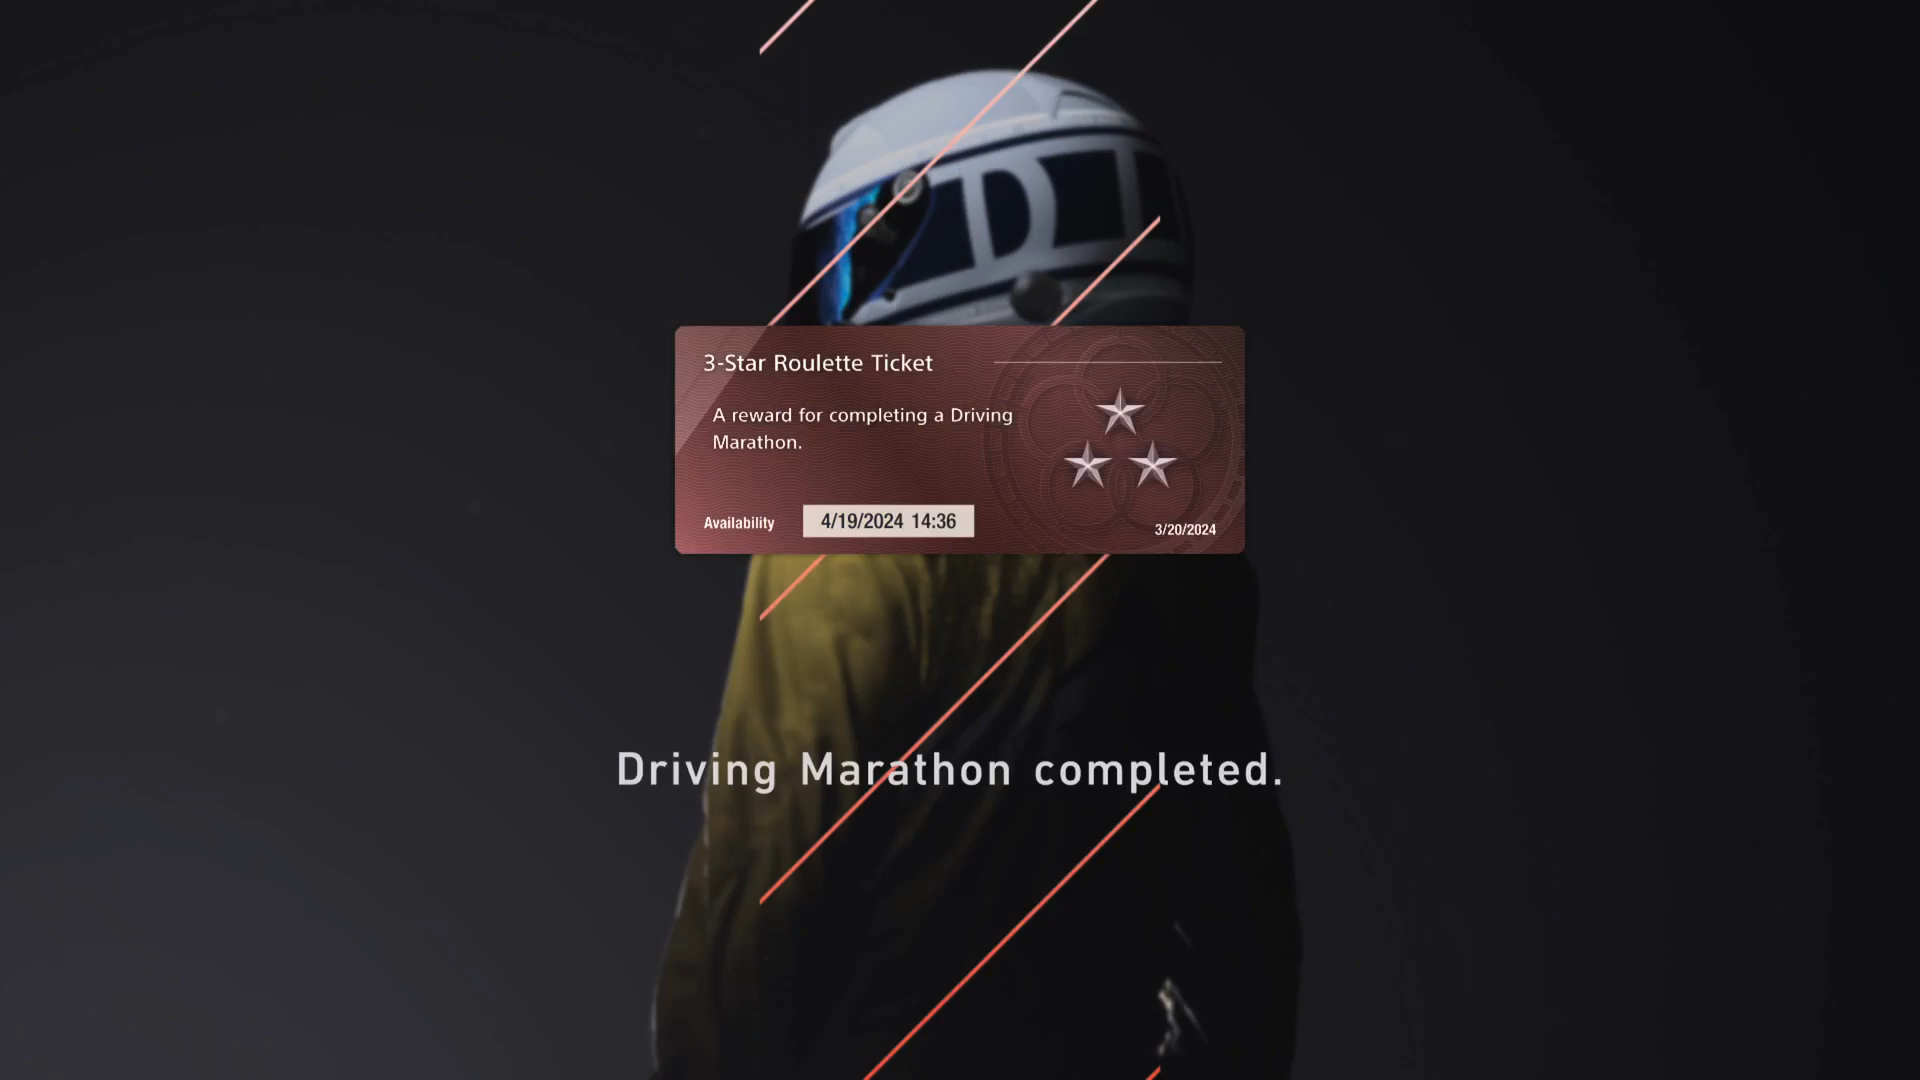 3-Star Roulette Ticket
A reward for completing a Driving
Marathon.
Availability 4/19/2024 14:36
3/20/2024
Driving Marathon completed.